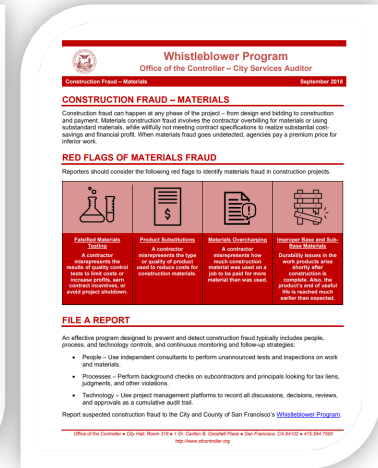 Whistleblower Program
Office of the Controller – City Services Auditor
Construction Fraud – Materials September 2018
CONSTRUCTION FRAUD – MATERIALS
Construction fraud can happen at any phase of the project – from design and bidding to construction
and payment. Materials construction fraud involves the contractor overbilling for materials or using
substandard materials, while willfully not meeting contract specifications to realize substantial cost-
savings and financial profit. When materials fraud goes undetected, agencies pay a premium price for
inferior work.
RED FLAGS OF MATERIALS FRAUD
Reporters should consider the following red flags to identify materials fraud in construction projects.
$
Falsified Materials
Testing
A contractor
misrepresents the
results of quality control
tests to limit costs or
increase profits, earn
contract incentives, or
avoid project shutdown.
Product Substitutions
A contractor
misrepresents the type
or quality of product
used to reduce costs for
construction materials.
Materials Overcharging
A contractor
misrepresents how
much construction
material was used on a
job to be paid for more
material than was used.
Improper Base and Sub-
Base Materials
Durability issues in the
work products arise
shortly after
construction is
complete. Also, the
product's end of useful
life is reached much
earlier than expected.
FILE A REPORT
An effective program designed to prevent and detect construction fraud typically includes people,
process, and technology controls, and continuous monitoring and follow-up strategies:
• People – Use independent consultants to perform unannounced tests and inspections on work
and materials.
• Processes – Perform background checks on subcontractors and principals looking for tax liens,
judgments, and other violations.
• Technology – Use project management platforms to record all discussions, decisions, reviews,
and approvals as a cumulative audit trail.
Report suspected construction fraud to the City and County of San Francisco's Whistleblower Program.
Office of the Controller ● City Hall, Room 316 ● 1 Dr. Carlton B. Goodlett Place ● San Francisco, CA 94102 ● 415.554.7500
http://www.sfcontroller.org